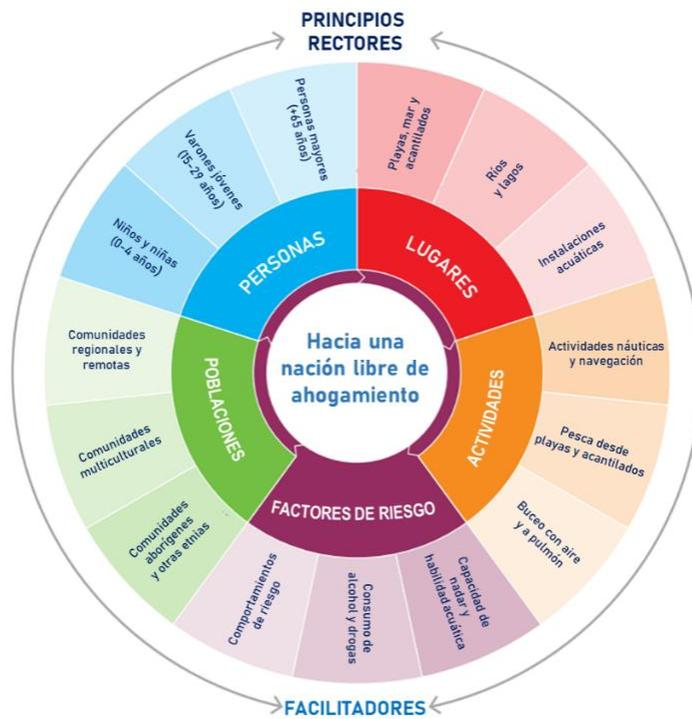 PRINCIPIOS
RECTORES
Personas mayores
(+65 años)
Playas, mar y
acantilados
Varones jóvenes
(15-29 años)
Ríos
y lagos
Niños y niñas
(0-4 años)
Instalaciones
acuáticas
PERSONAS
LUGARES
Comunidades
regionales y
remotas
Hacia una
nación libre de
ahogamiento
Actividades náuticas
y navegación
POBLACIONES
ACTIVIDADES
Comunidades
multiculturales
Pesca desde
playas y acantilados
Comunidades
aborígenes
y otras etnias
FACTORES DE RIESGO
Buceo con aire
y a pulmón
Comportamientos
de riesgo
Consumo de
alcohol y drogas
Capacidad de
nadar y
habilidad acuática
FACILITADORES